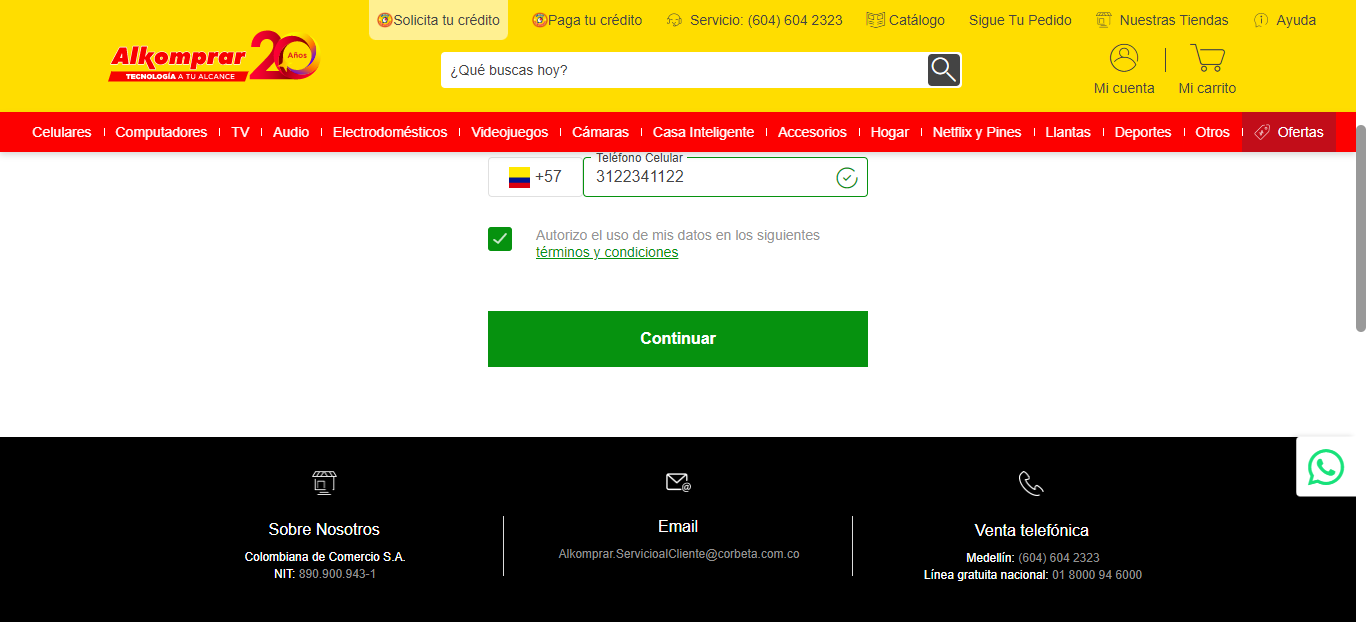 Solicita tu crédito
Paga tu crédito
Servicio: (604) 604 2323
Catálogo
Sigue Tu Pedido
Nuestras Tiendas
Ayuda
Alkomprar 20 Años
TECNOLOGÍA A TU ALCANCE
¿Qué buscas hoy?
Mi cuenta
Mi carrito
Celulares
Computadores
TV
Audio
Electrodomésticos
Videojuegos
Cámaras
Casa Inteligente
Accesorios
Hogar
Netflix y Pines
Llantas
Deportes
Otros
Ofertas
Teléfono Celular
+57
3122341122
Autorizo el uso de mis datos en los siguientes
términos y condiciones
Continuar
Sobre Nosotros
Colombiana de Comercio S.A.
NIT: 890.900.943-1
@
Email
Alkomprar.ServicioalCliente@corbeta.com.co
Venta telefónica
Medellín: (604) 604 2323
Línea gratuita nacional: 01 8000 94 6000